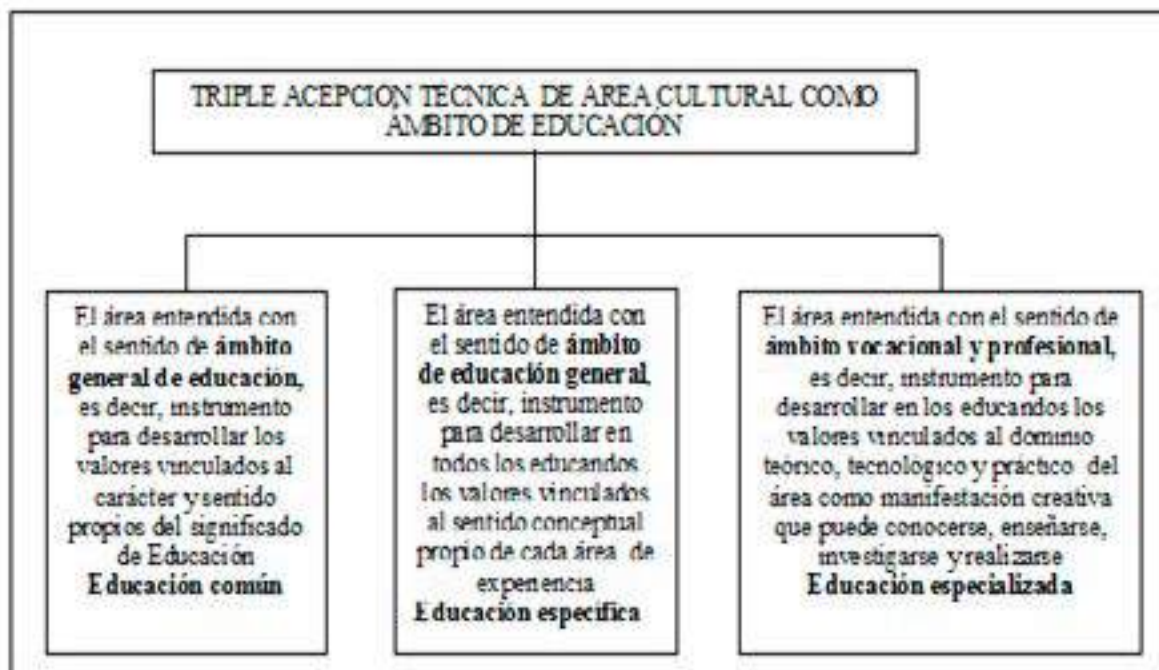 TRIPLE ACEPCIÓN TÉCNICA DE ÁREA CULTURAL COMO
ÁMBITO DE EDUCACIÓN
El área entendida con
el sentido de ámbito
general de educación,
es decir, instrumento
para desarrollar los
valores vinculados al
carácter y sentido
propios del significado
de Educación
Educación común
El área entendida con
el sentido de ámbito
de educación general,
es decir, instrumento
para desarrollar en
todos los educandos
los valores vinculados
al sentido conceptual
propio de cada área de
experiencia
Educación específica
El área entendida con el sentido de
ámbito vocacional y profesional,
es decir, instrumento para
desarrollar en los educandos los
valores vinculados al dominio
teórico, tecnológico y práctico del
área como manifestación creativa
que puede conocerse, enseñarse,
investigarse y realizarse
Educación especializada